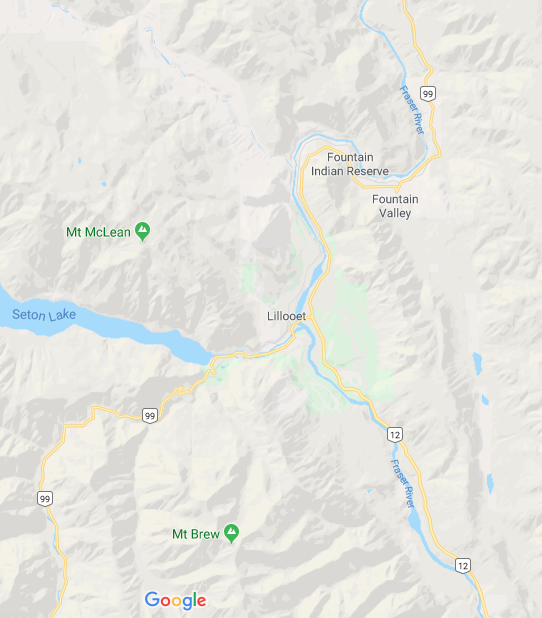 99
Fraser River
Fountain
Indian Reserve
Fountain
Valley
Mt McLean
Seton Lake
Lillooet
99
12
Fraser River
99
Mt Brew
12
Google